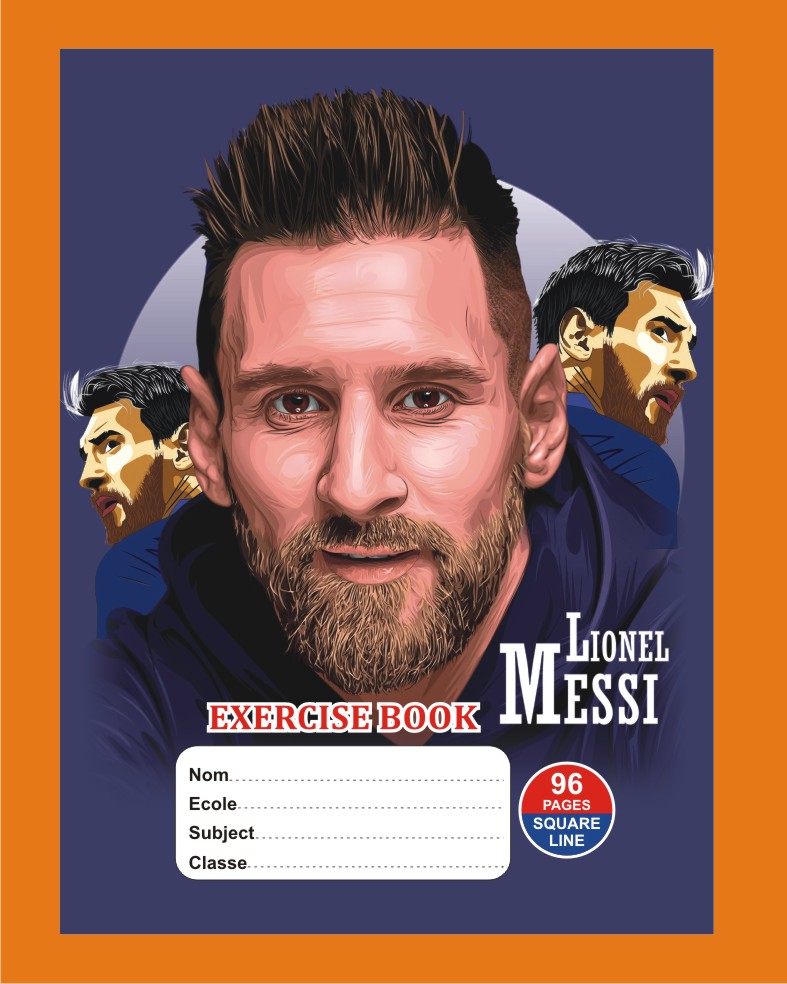 LIONEL
MESSI
EXERCISE BOOK
Nom
Ecole
Subject
Classe
96
PAGES
SQUARE
LINE